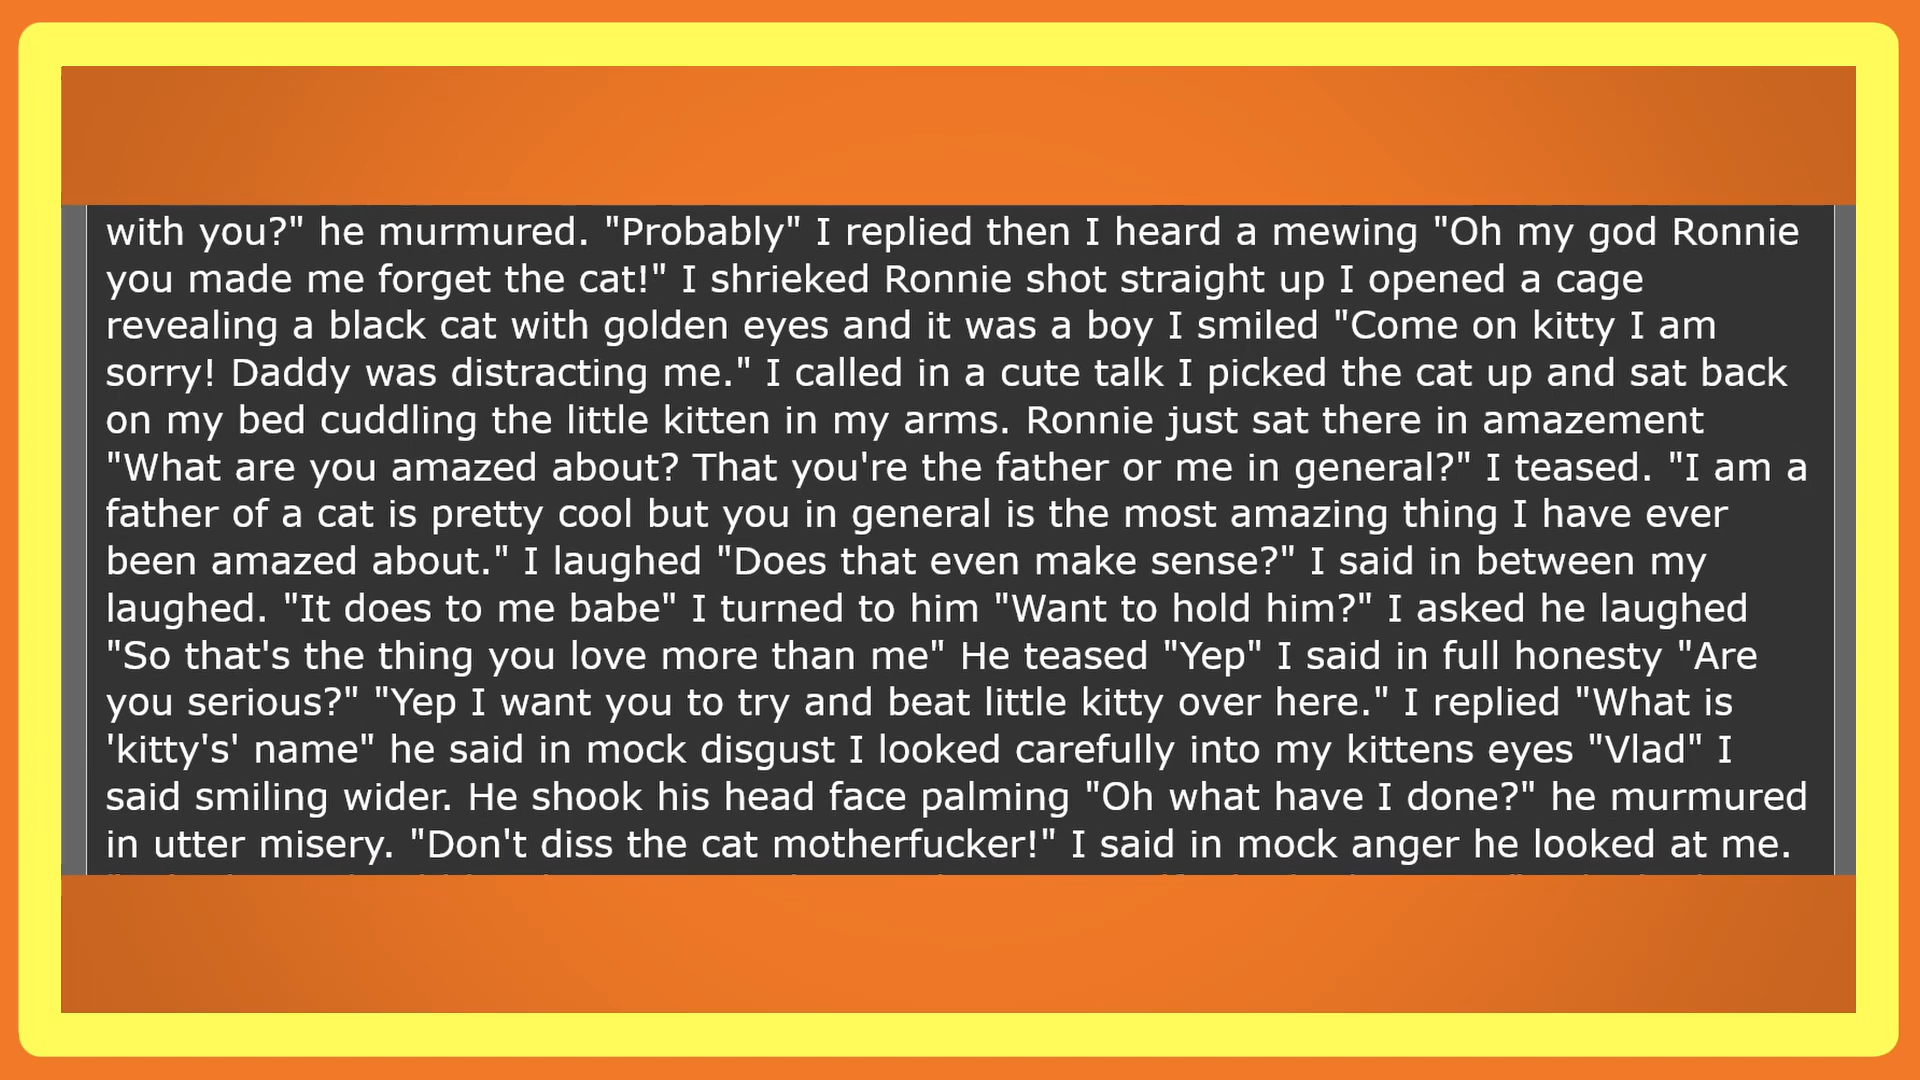 with you?" he murmured. "Probably" I replied then I heard a mewing "Oh my god Ronnie
you made me forget the cat!" I shrieked Ronnie shot straight up I opened a cage
revealing a black cat with golden eyes and it was a boy I smiled "Come on kitty I am
sorry! Daddy was distracting me." I called in a cute talk I picked the cat up and sat back
on my bed cuddling the little kitten in my arms. Ronnie just sat there in amazement
"What are you amazed about? That you're the father or me in general?" I teased. "I am a
father of a cat is pretty cool but you in general is the most amazing thing I have ever
been amazed about." I laughed "Does that even make sense?" I said in between my
laughed. "It does to me babe" I turned to him "Want to hold him?" I asked he laughed
"So that's the thing you love more than me" He teased "Yep" I said in full honesty "Are
you serious?" "Yep I want you to try and beat little kitty over here." I replied "What is
'kitty's' name" he said in mock disgust I looked carefully into my kittens eyes "Vlad" I
said smiling wider. He shook his head face palming "Oh what have I done?" he murmured
in utter misery. "Don't diss the cat motherfucker!" I said in mock anger he looked at me.